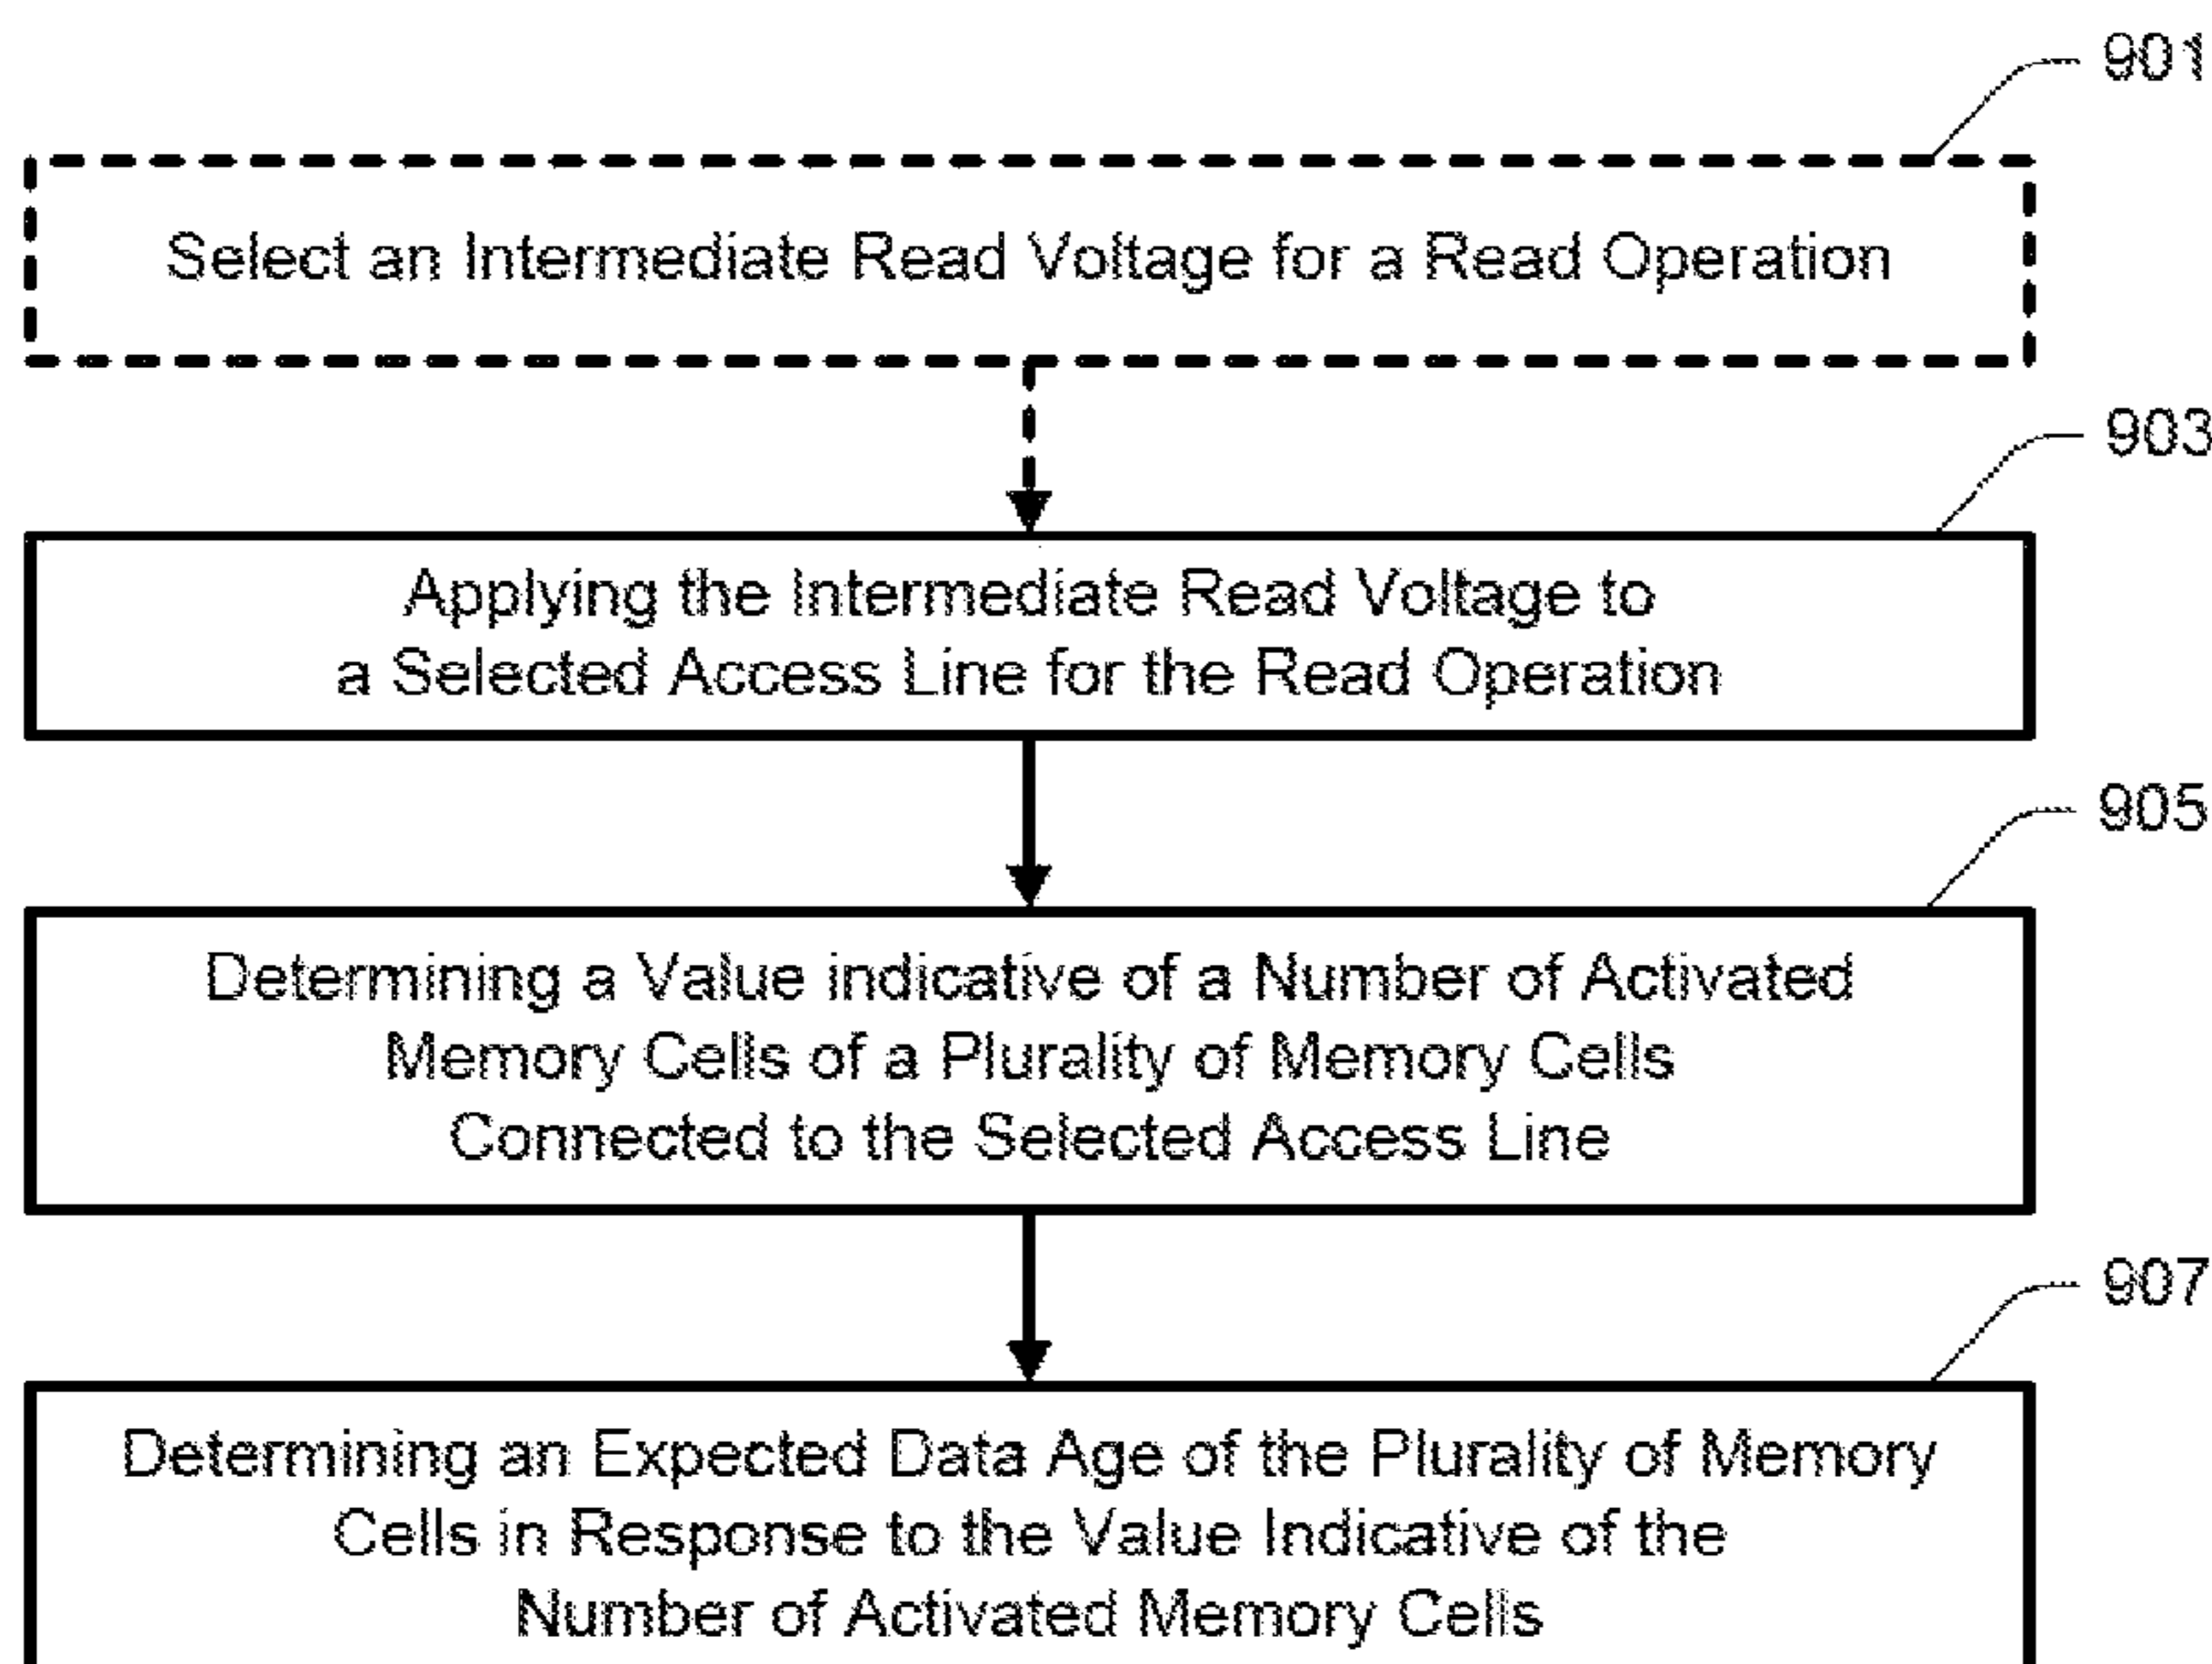 901
Select an Intermediate Read Voltage for a Read Operation
903
Applying the Intermediate Read Voltage to
a Selected Access Line for the Read Operation
905
Determining a Value indicative of a Number of Activated
Memory Cells of a Plurality of Memory Cells
Connected to the Selected Access Line
907
Determining an Expected Data Age of the Plurality of Memory
Cells in Response to the Value Indicative of the
Number of Activated Memory Cells